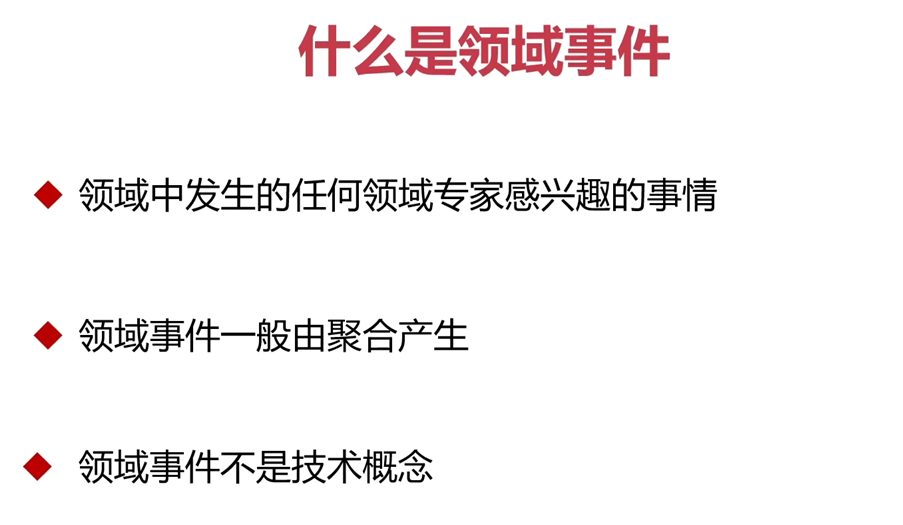 什么是领域事件
领域中发生的任何领域专家感兴趣的事情
领域事件一般由聚合产生
领域事件不是技术概念